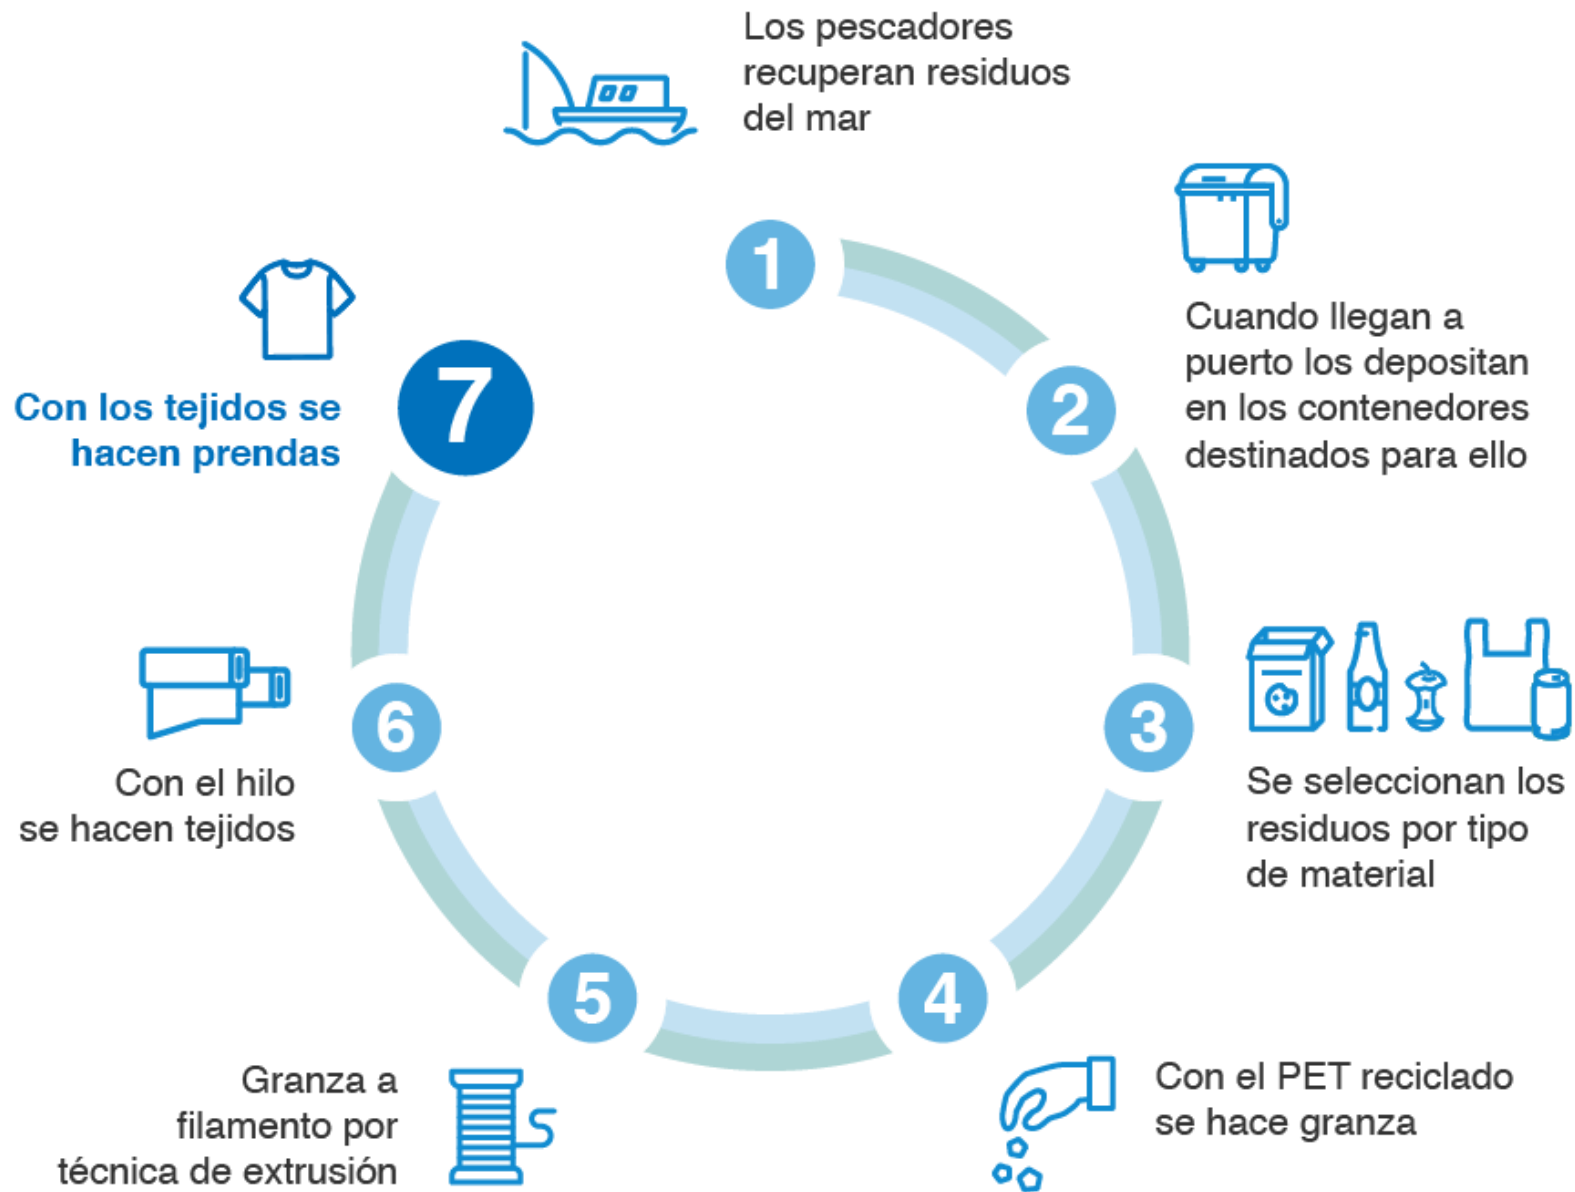 Los pescadores
recuperan residuos
del mar
1
2
Cuando llegan a
puerto los depositan
en los contenedores
destinados para ello
3
Se seleccionan los
residuos por tipo
de material
4
Con el PET reciclado
se hace granza
5
Granza a
filamento por
técnica de extrusión
6
Con el hilo
se hacen tejidos
7
Con los tejidos se
hacen prendas